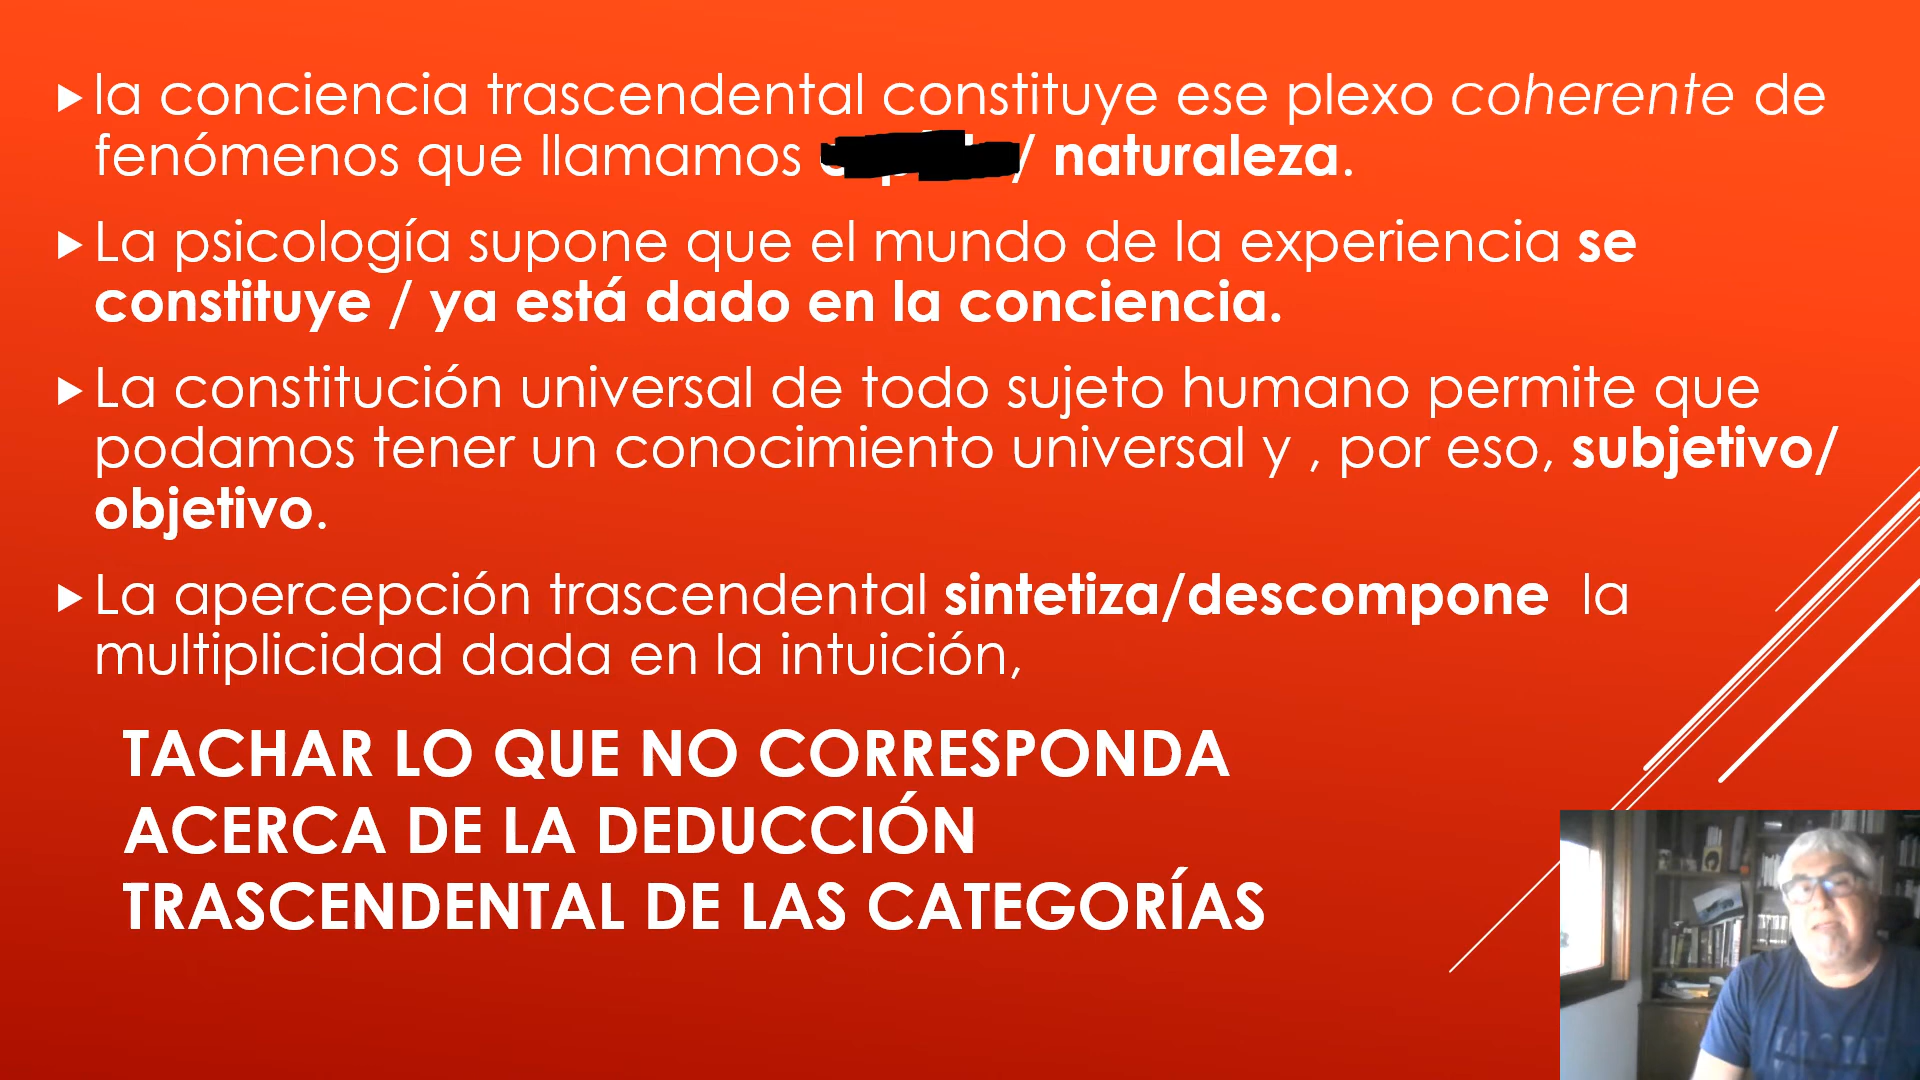 la conciencia trascendental constituye ese plexo coherente de
fenómenos que llamamos / naturaleza.
La psicología supone que el mundo de la experiencia se
constituye / ya está dado en la conciencia.
La constitución universal de todo sujeto humano permite que
podamos tener un conocimiento universal y , por eso, subjetivo/
objetivo.
La apercepción trascendental sintetiza/descompone la
multiplicidad dada en la intuición,
TACHAR LO QUE NO CORRESPONDA
ACERCA DE LA DEDUCCIÓN
TRASCENDENTAL DE LAS CATEGORÍAS